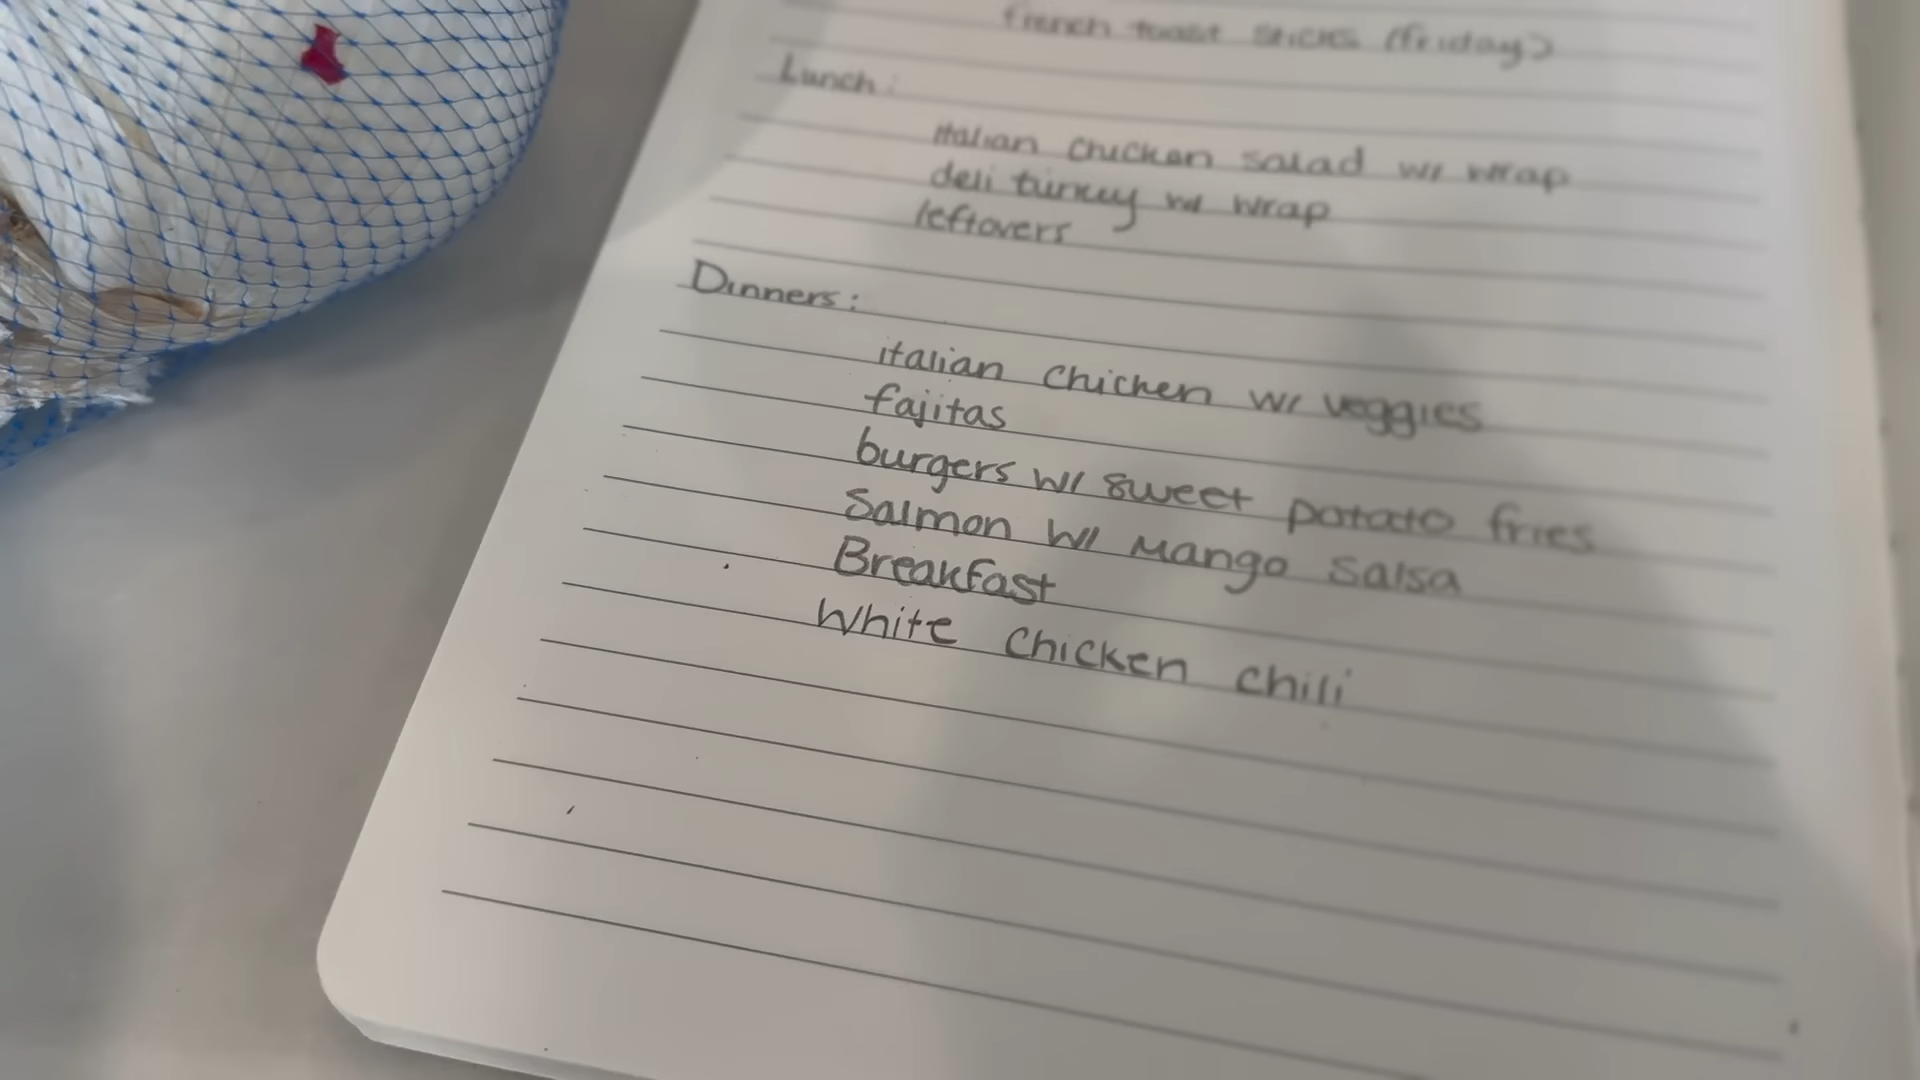 french toast sticks (friday)
Lunch:
italian chicken salad w/ wrap
deli turkey w/ wrap
leftovers
Dinners:
italian chicken w/ veggies
fajitas
burgers w/ sweet potato fries
Salmon w/ Mango Salsa
Breakfast
White Chicken Chili